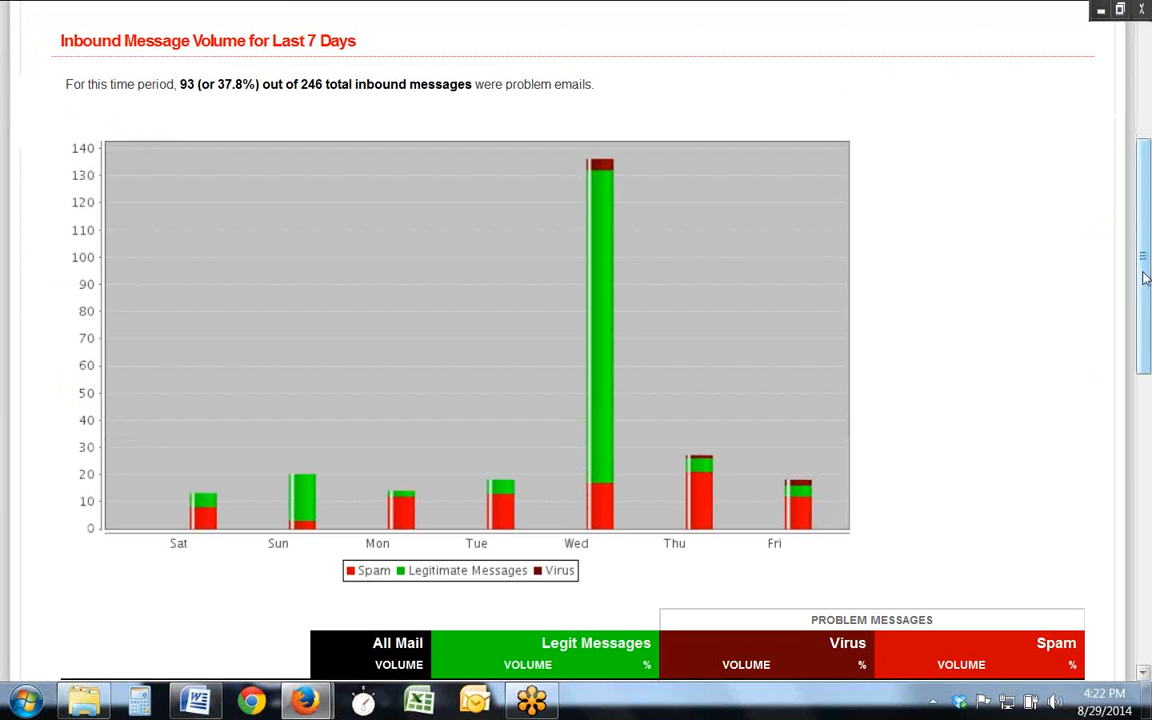 Inbound Message Volume for Last 7 Days
For this time period, 93 (or 37.8%) out of 246 total inbound messages were problem emails.
140
130
120
110
100
90
80
70
60
50
40
30
20
10
0
Sat Sun Mon Tue Wed Thu Fri
Spam Legitimate Messages Virus
PROBLEM MESSAGES
All Mail Legit Messages Virus Spam
VOLUME VOLUME % VOLUME % VOLUME %
4:22 PM
8/29/2014